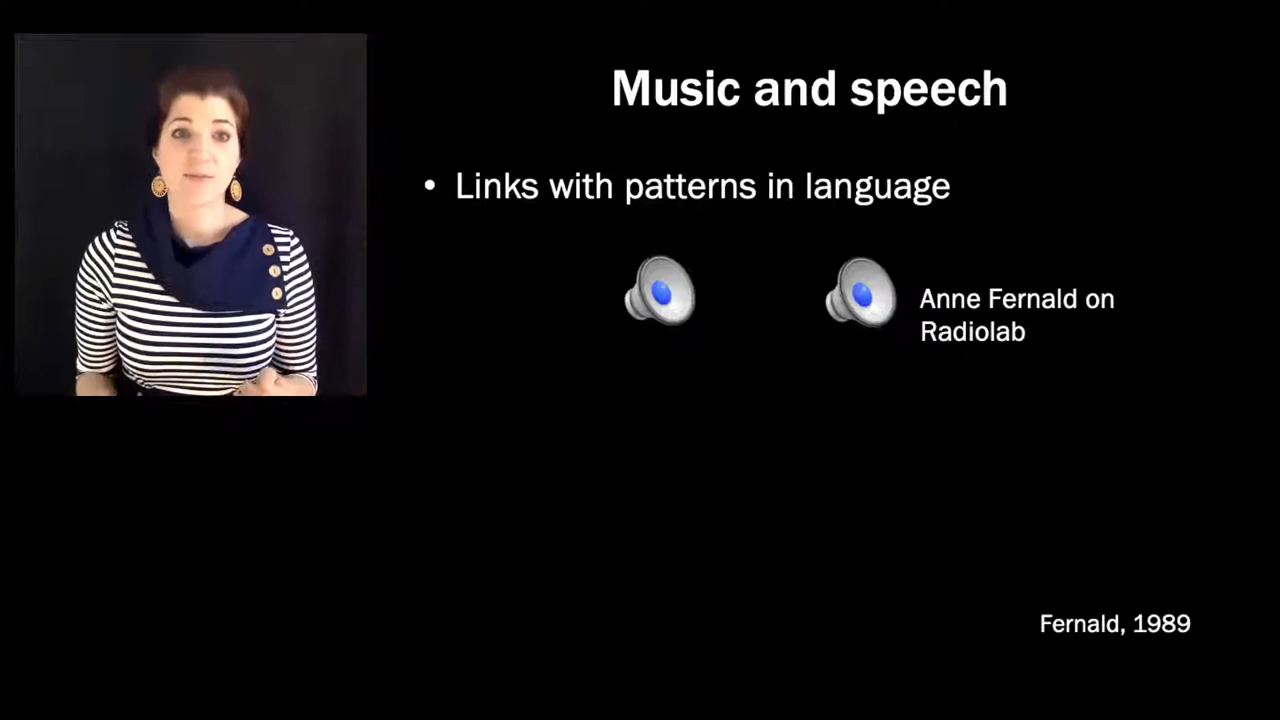 Music and speech
• Links with patterns in language
Anne Fernald on
Radiolab
Fernald, 1989